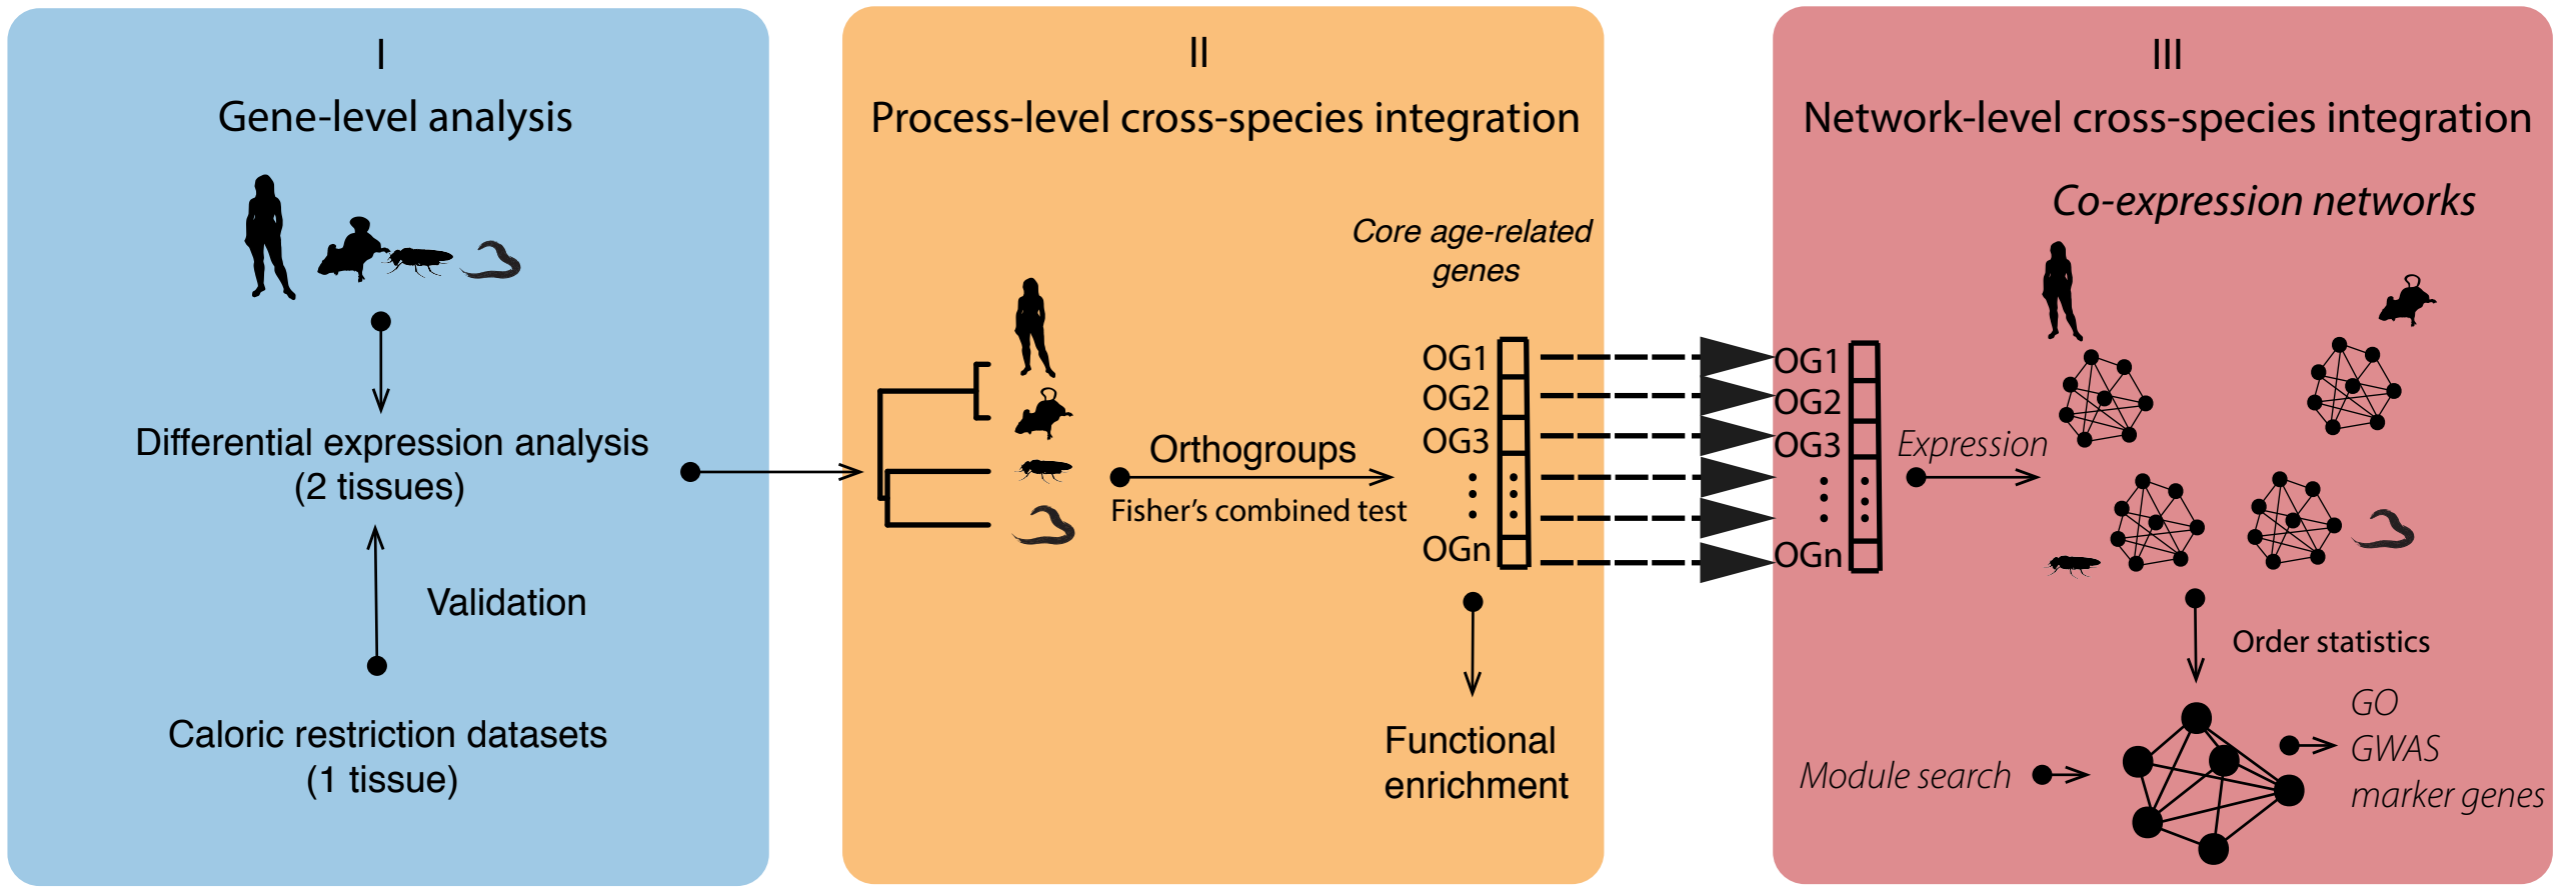 I
Gene-level analysis
Differential expression analysis
(2 tissues)
Validation
Caloric restriction datasets
(1 tissue)
II
Process-level cross-species integration
Core age-related
genes
Orthogroups
Fisher's combined test
OG1
OG2
OG3
OGn
Functional
enrichment
III
Network-level cross-species integration
Co-expression networks
OG1
OG2
OG3
OGn
Expression
Order statistics
Module search
GO
GWAS
marker genes